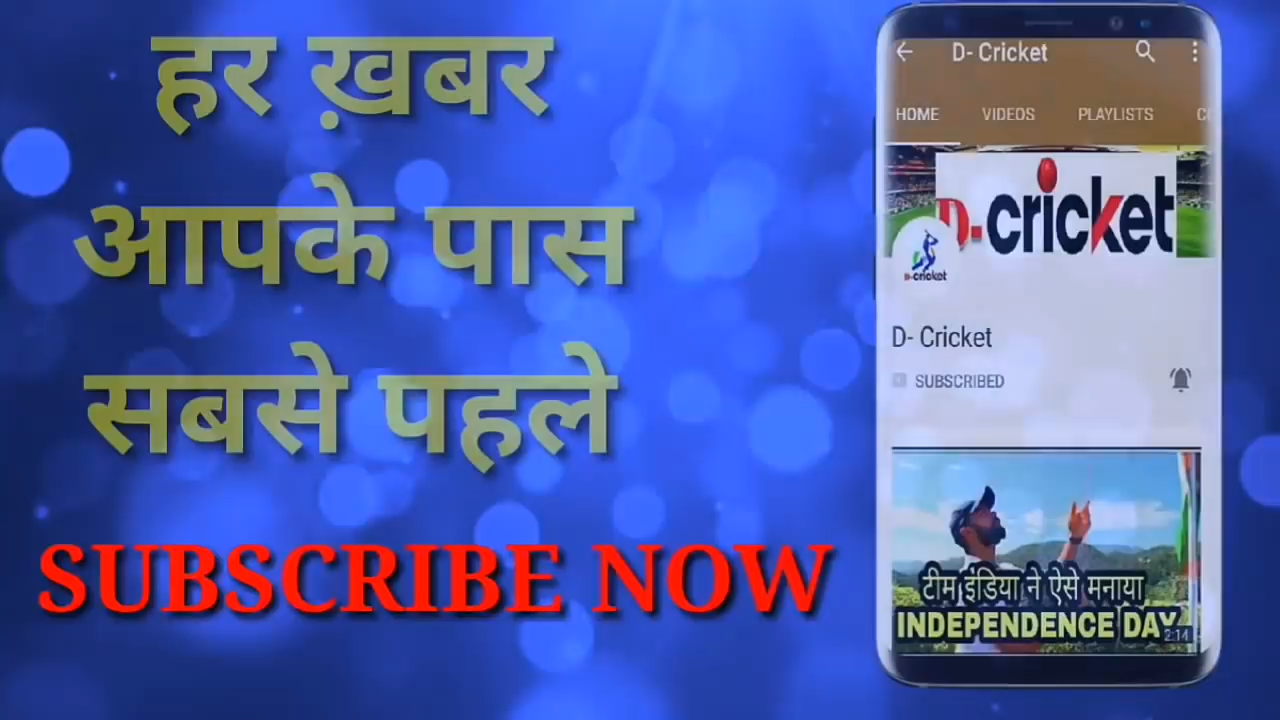 हर ख़बर
आपके पास
सबसे पहले
SUBSCRIBE NOW
D- Cricket
HOME VIDEOS PLAYLISTS
D-cricket
D-cricket
D- Cricket
SUBSCRIBED
टीम इंडिया ने ऐसे मनाया
INDEPENDENCE DAY
2:14